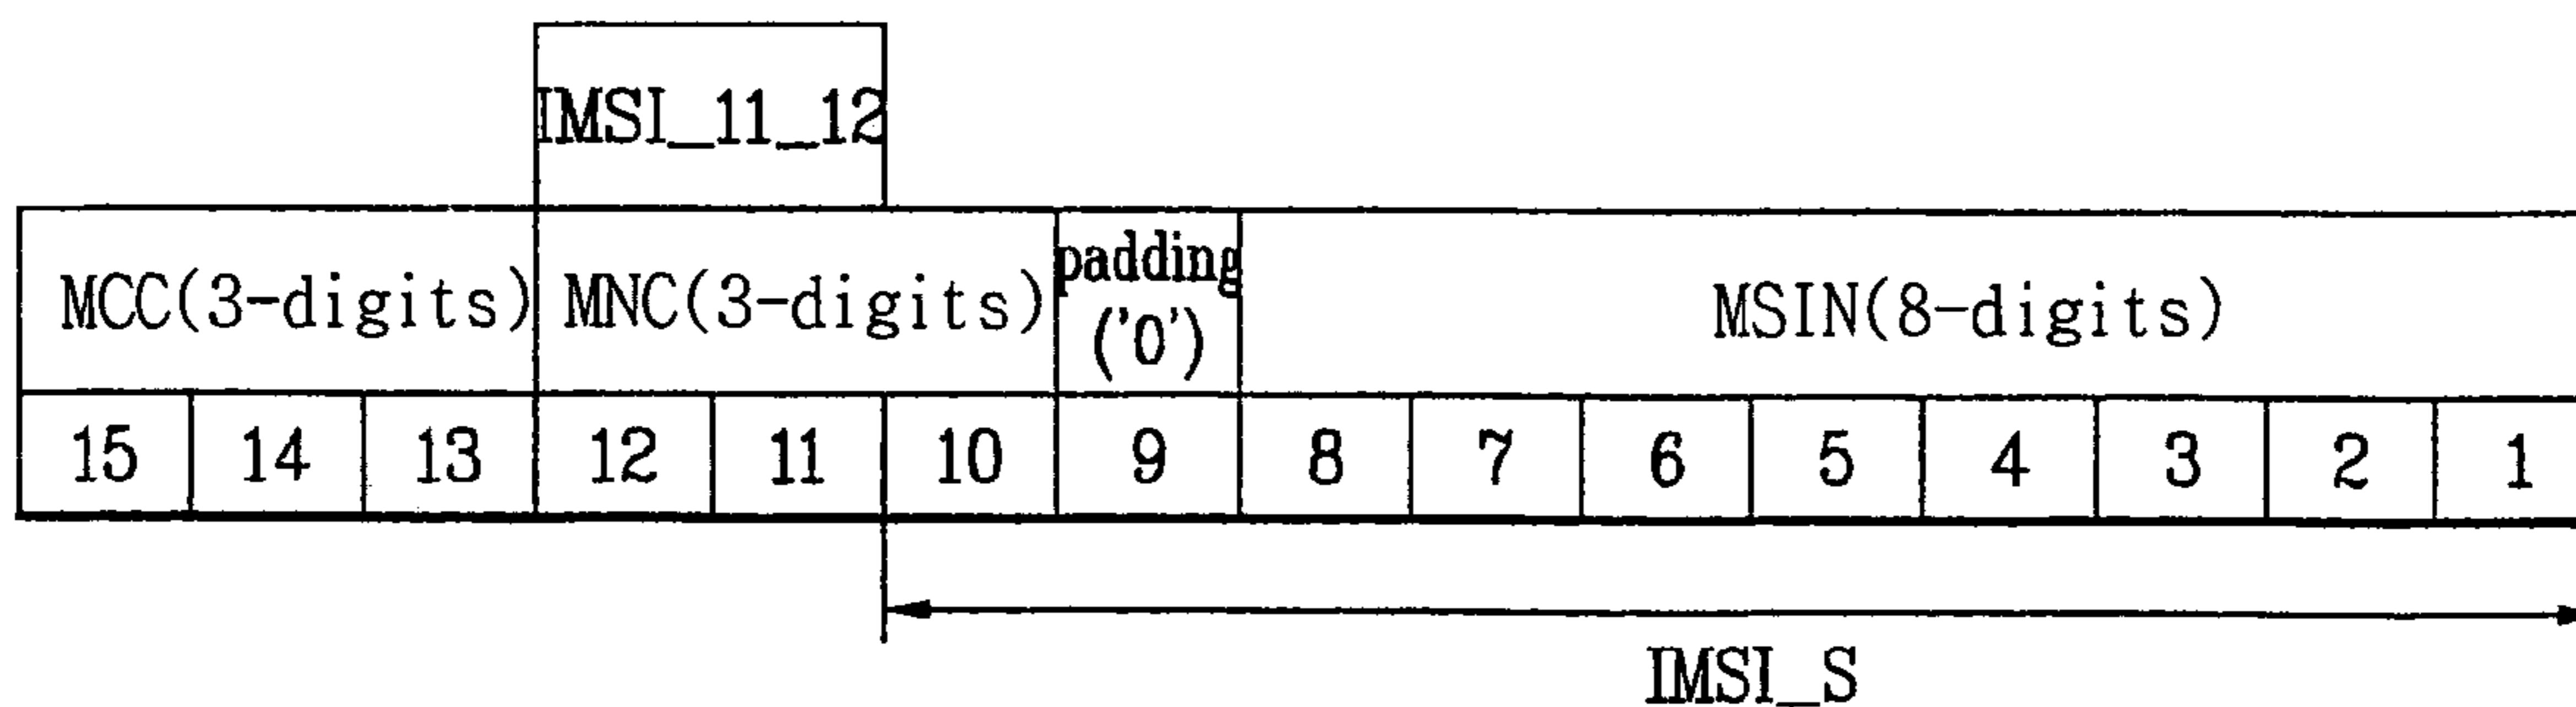 IMSI_11_12
MCC(3-digits) MNC(3-digits) padding ('0') MSIN(8-digits)
15 14 13 12 11 10 9 8 7 6 5 4 3 2 1
IMSI_S